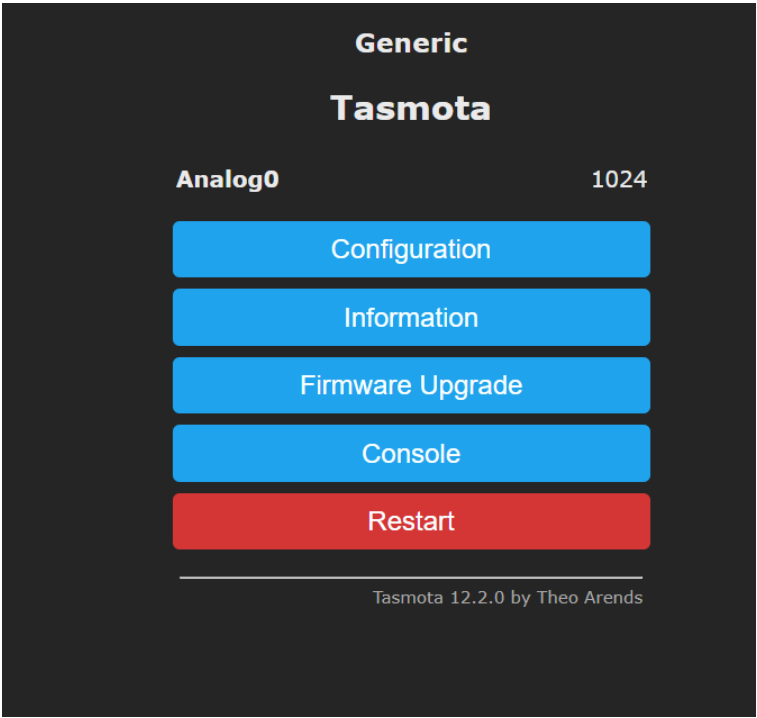 Generic
Tasmota
Analog0 1024
Configuration
Information
Firmware Upgrade
Console
Restart
Tasmota 12.2.0 by Theo Arends